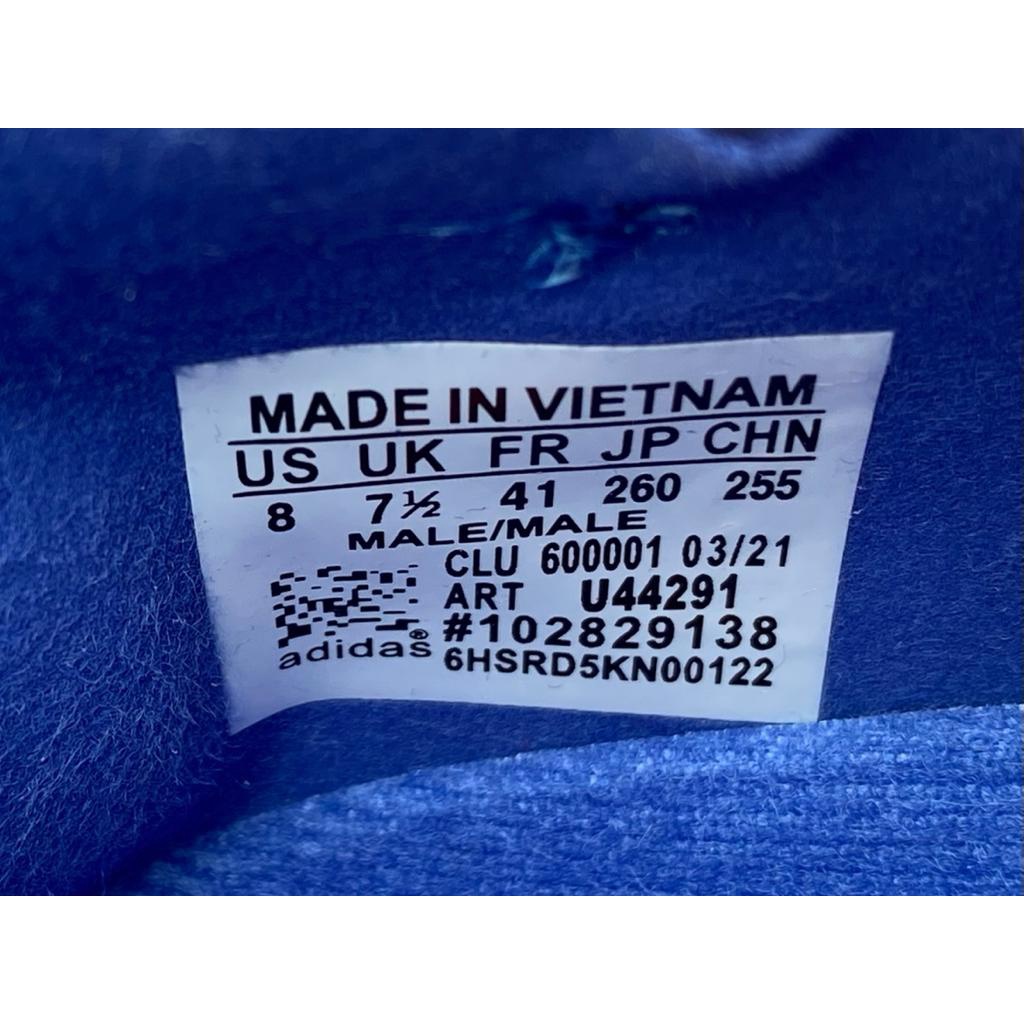 MADE IN VIETNAM
US UK FR JP CHN
8 7½ 41 260 255
MALE/MALE
CLU 600001 03/21
ART U44291
#102829138
adidas®
6HSRD5KN00122